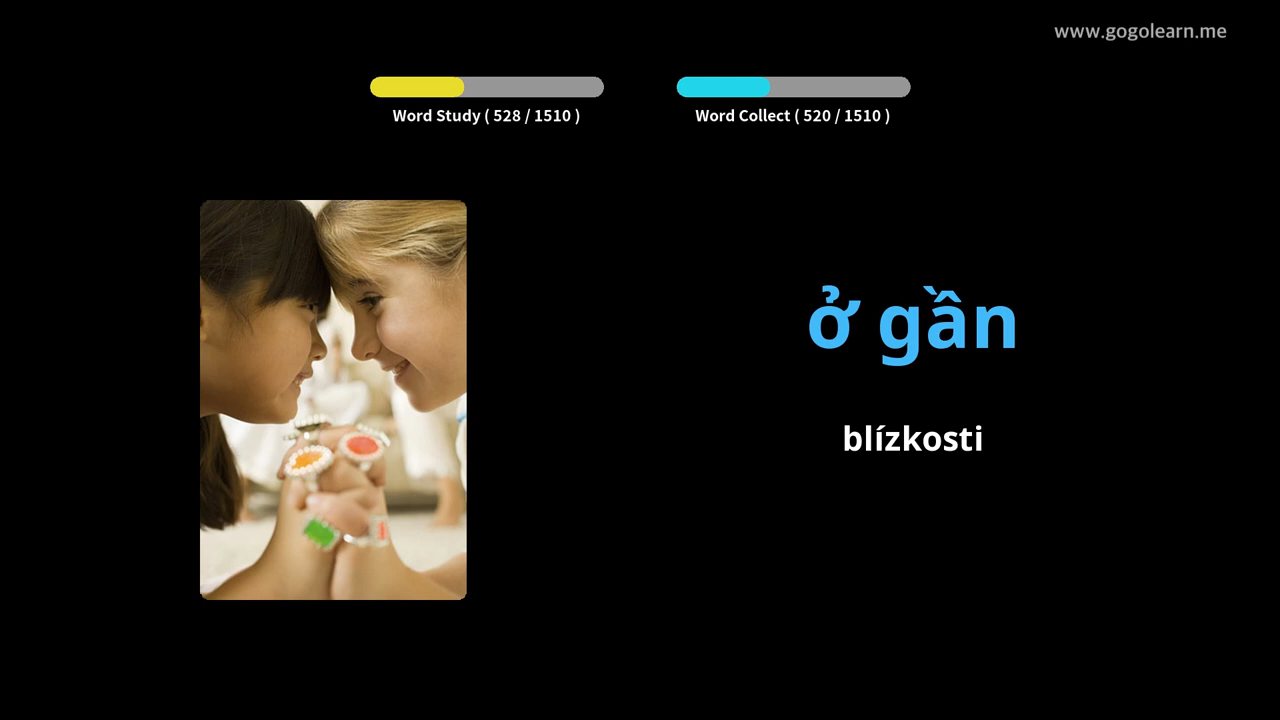 www.gogolearn.me
Word Study ( 528 / 1510 )
Word Collect ( 520 / 1510 )
ở gần
blízkosti